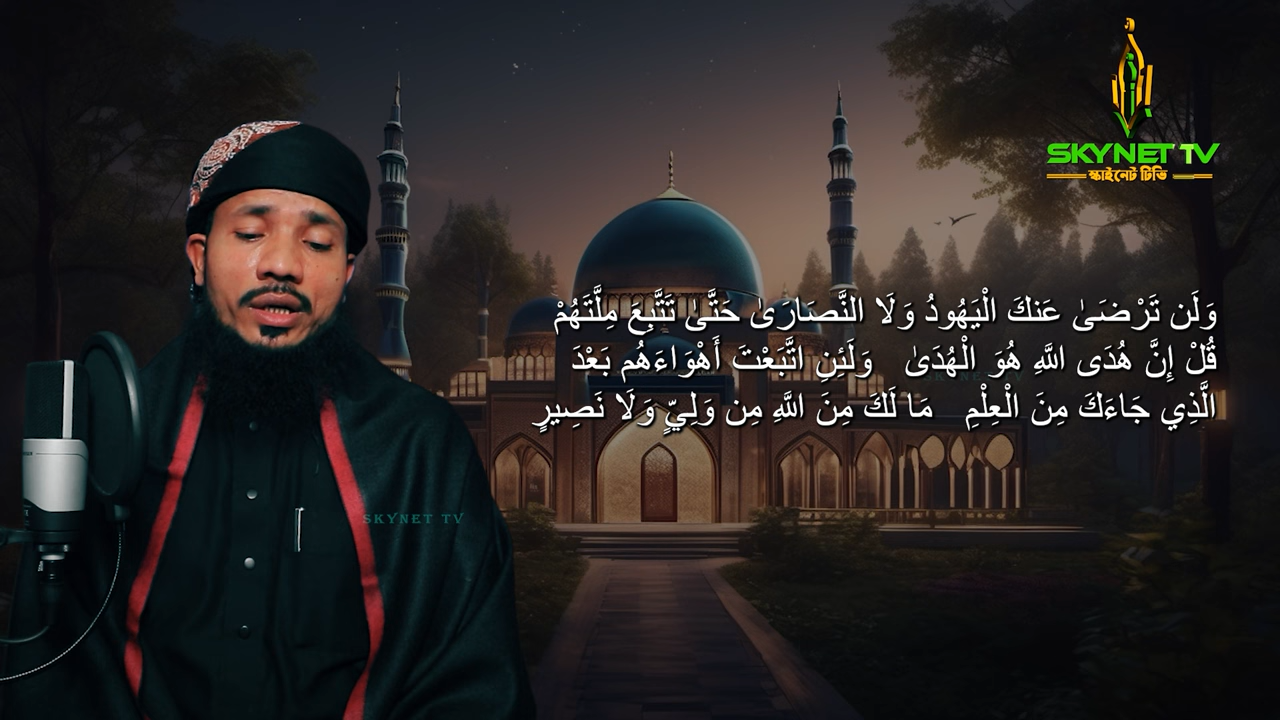 SKYNET TV
স্কাইনেট টিভি
وَلَن تَرْضَىٰ عَنكَ الْيَهُودُ وَلَا النَّصَارَىٰ حَتَّىٰ تَتَّبِعَ مِلَّتَهُمْ
قُلْ إِنَّ هُدَى اللَّهِ هُوَ الْهُدَىٰ وَلَئِنِ اتَّبَعْتَ أَهْوَاءَهُم بَعْدَ
الَّذِي جَاءَكَ مِنَ الْعِلْمِ مَا لَكَ مِنَ اللَّهِ مِن وَلِيٍّ وَلَا نَصِيرٍ
SKYNET TV